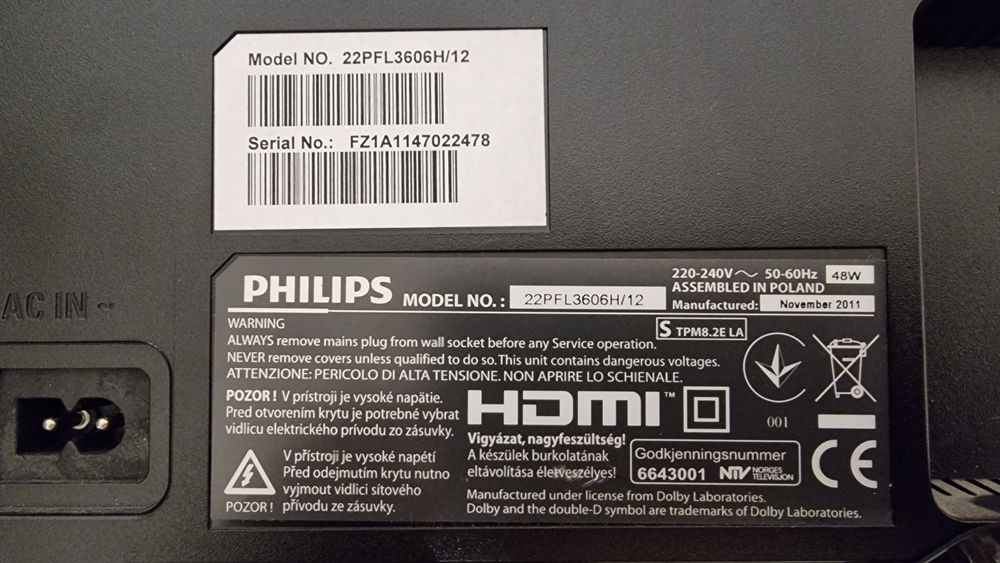 Model NO. 22PFL3606H/12
Serial No.: FZ1A1147022478
AC IN ~
PHILIPS MODEL NO. : 22PFL3606H/12
220-240V ~ 50-60Hz 48W
ASSEMBLED IN POLAND
Manufactured: November 2011
WARNING
S TPM8.2E LA
ALWAYS remove mains plug from wall socket before any Service operation.
NEVER remove covers unless qualified to do so. This unit contains dangerous voltages.
ATTENZIONE: PERICOLO DI ALTA TENSIONE. NON APRIRE LO SCHIENALE.
POZOR ! V prístroji je vysoké napätie.
Pred otvorením krytu je potrebné vybrat
vidlicu elektrického prívodu zo zásuvky.
V přístroji je vysoké napětí
Před odejmutím krytu nutno
vyjmout vidlici síťového
POZOR ! přívodu ze zásuvky.
HDMI™
001
Vigyázat, nagyfeszültség!
A készülék burkolatának
eltávolítása életveszélyes!
Godkjenningsnummer
6643001 NTV NORGES TELEVISJON
CE
Manufactured under license from Dolby Laboratories.
Dolby and the double-D symbol are trademarks of Dolby Laboratories.